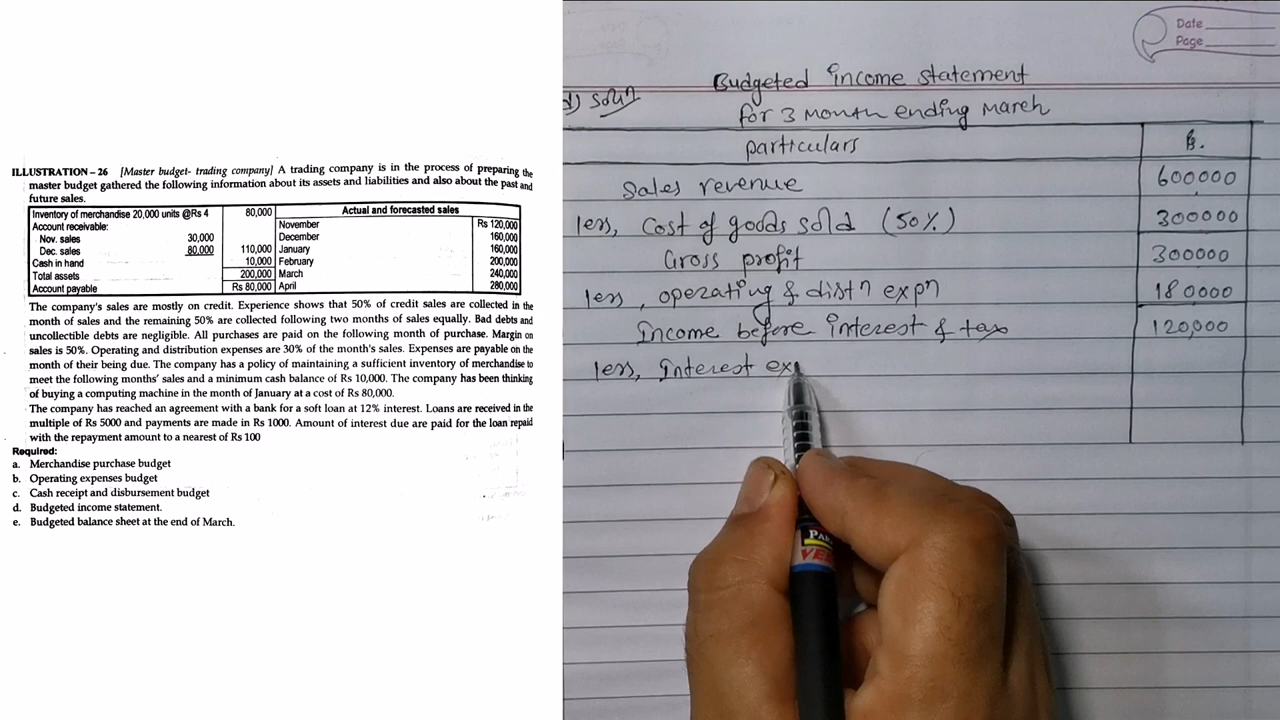 ILLUSTRATION – 26 [Master budget- trading company] A trading company is in the process of preparing the
master budget gathered the following information about its assets and liabilities and also about the past and
future sales.
Inventory of merchandise 20,000 units @Rs 4 80,000 Actual and forecasted sales
Account receivable: November Rs 120,000
Nov. sales 30,000 December 160,000
Dec. sales 80,000 110,000 January 160,000
Cash in hand 10,000 February 200,000
Total assets 200,000 March 240,000
Account payable Rs 80,000 April 280,000
The company's sales are mostly on credit. Experience shows that 50% of credit sales are collected in the
month of sales and the remaining 50% are collected following two months of sales equally. Bad debts and
uncollectible debts are negligible. All purchases are paid on the following month of purchase. Margin on
sales is 50%. Operating and distribution expenses are 30% of the month's sales. Expenses are payable on the
month of their being due. The company has a policy of maintaining a sufficient inventory of merchandise to
meet the following months' sales and a minimum cash balance of Rs 10,000. The company has been thinking
of buying a computing machine in the month of January at a cost of Rs 80,000.
The company has reached an agreement with a bank for a soft loan at 12% interest. Loans are received in the
multiple of Rs 5000 and payments are made in Rs 1000. Amount of interest due are paid for the loan repaid
with the repayment amount to a nearest of Rs 100
Required:
a. Merchandise purchase budget
b. Operating expenses budget
c. Cash receipt and disbursement budget
d. Budgeted income statement.
e. Budgeted balance sheet at the end of March.
Date
Page
Budgeted income statement
d) solⁿ
for 3 month ending march
particulars Rs.
Sales revenue 600000
less, Cost of goods sold (50%) 300000
Gross profit 300000
less, operating & distⁿ expⁿ 180000
Income before interest & tax 120,000
less, Interest exp
PAR
VE